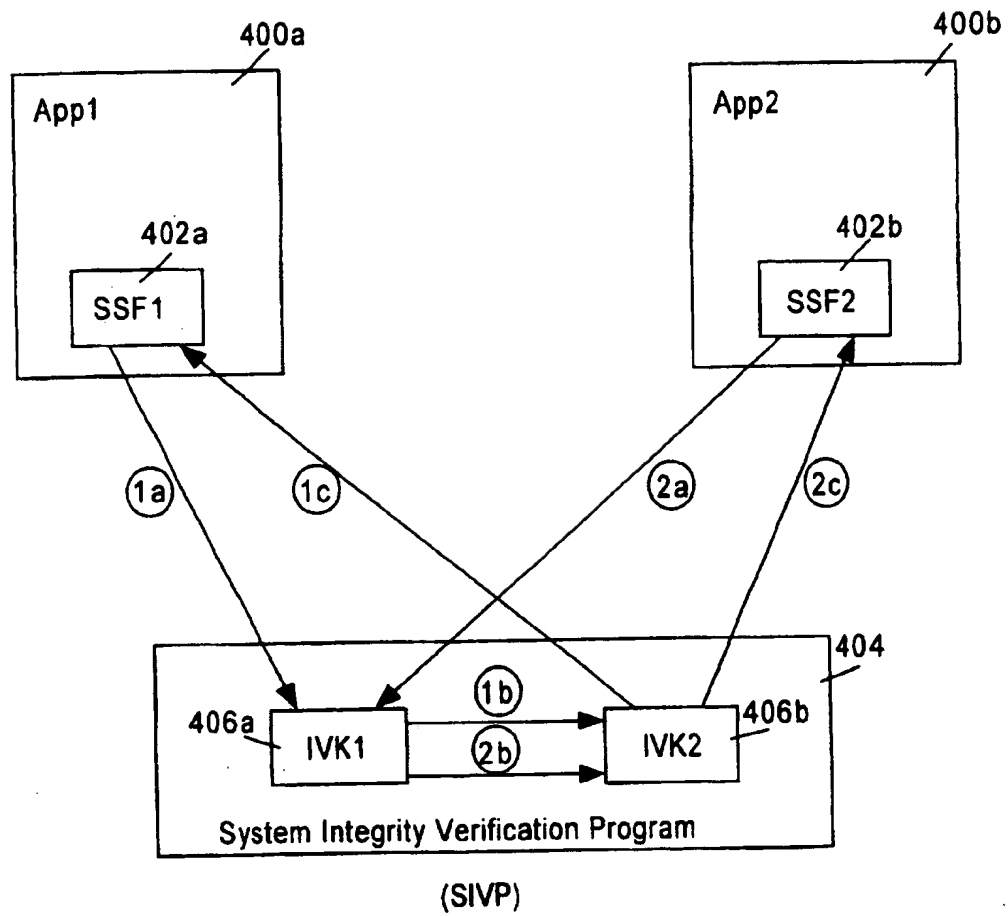 400a
400b
App1
App2
402a
402b
SSF1
SSF2
1a
1c
2a
2c
404
406a
IVK1
1b
2b
IVK2
406b
System Integrity Verification Program
(SIVP)